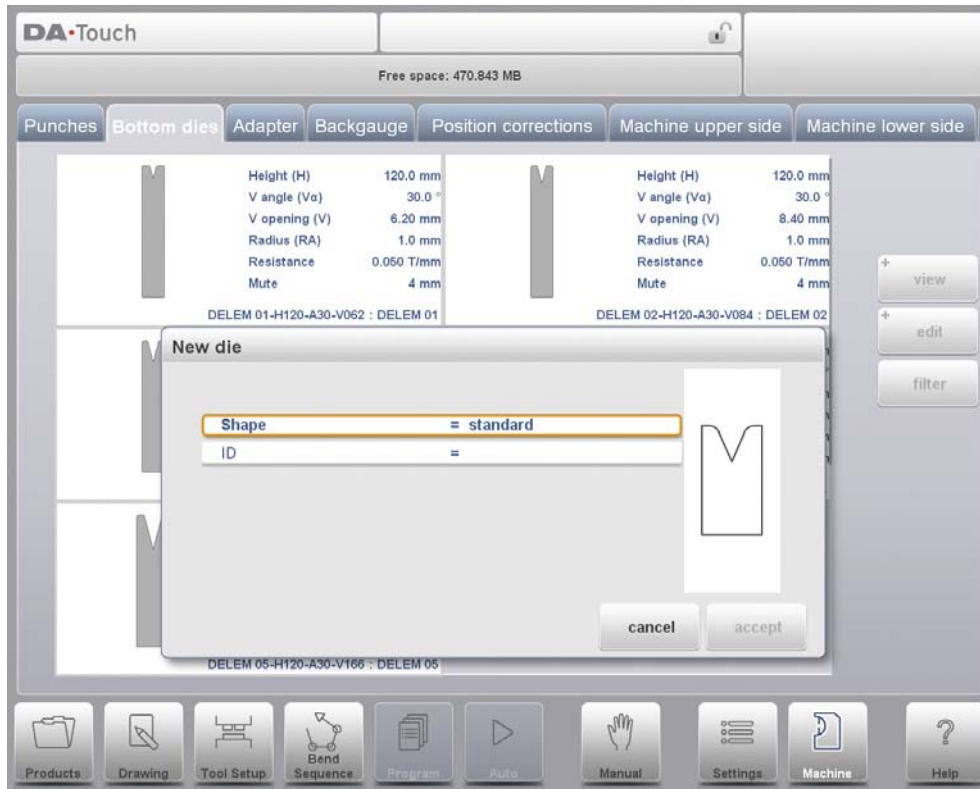 DA·Touch
Free space: 470.843 MB
Punches Bottom dies Adapter Backgauge Position corrections Machine upper side Machine lower side
Height (H) 120.0 mm
V angle (Vα) 30.0 °
V opening (V) 6.20 mm
Radius (RA) 1.0 mm
Resistance 0.050 T/mm
Mute 4 mm
DELEM 01-H120-A30-V062 : DELEM 01
Height (H) 120.0 mm
V angle (Vα) 30.0 °
V opening (V) 8.40 mm
Radius (RA) 1.0 mm
Resistance 0.050 T/mm
Mute 4 mm
DELEM 02-H120-A30-V084 : DELEM 02
+ view
+ edit
filter
New die
Shape = standard
ID =
cancel accept
DELEM 05-H120-A30-V166 : DELEM 05
Products
Drawing
Tool Setup
Bend
Sequence
Program
Auto
Manual
Settings
Machine
? Help